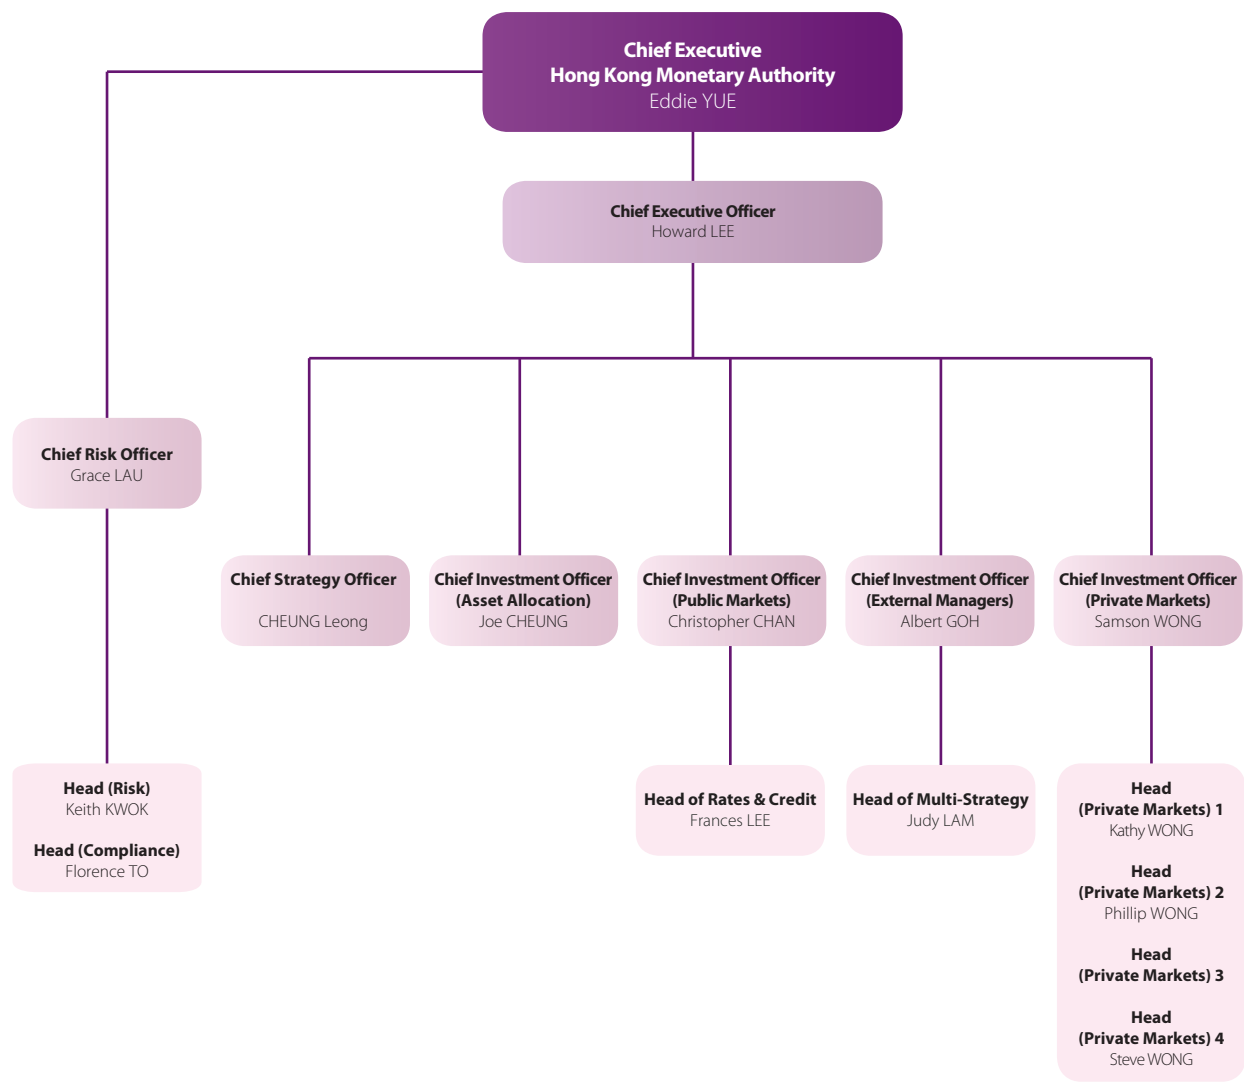 Chief Executive
Hong Kong Monetary Authority
Eddie YUE
Chief Executive Officer
Howard LEE
Chief Risk Officer
Grace LAU
Chief Strategy Officer
CHEUNG Leong
Chief Investment Officer
(Asset Allocation)
Joe CHEUNG
Chief Investment Officer
(Public Markets)
Christopher CHAN
Chief Investment Officer
(External Managers)
Albert GOH
Chief Investment Officer
(Private Markets)
Samson WONG
Head (Risk)
Keith KWOK
Head (Compliance)
Florence TO
Head of Rates & Credit
Frances LEE
Head of Multi-Strategy
Judy LAM
Head
(Private Markets) 1
Kathy WONG
Head
(Private Markets) 2
Phillip WONG
Head
(Private Markets) 3
Head
(Private Markets) 4
Steve WONG